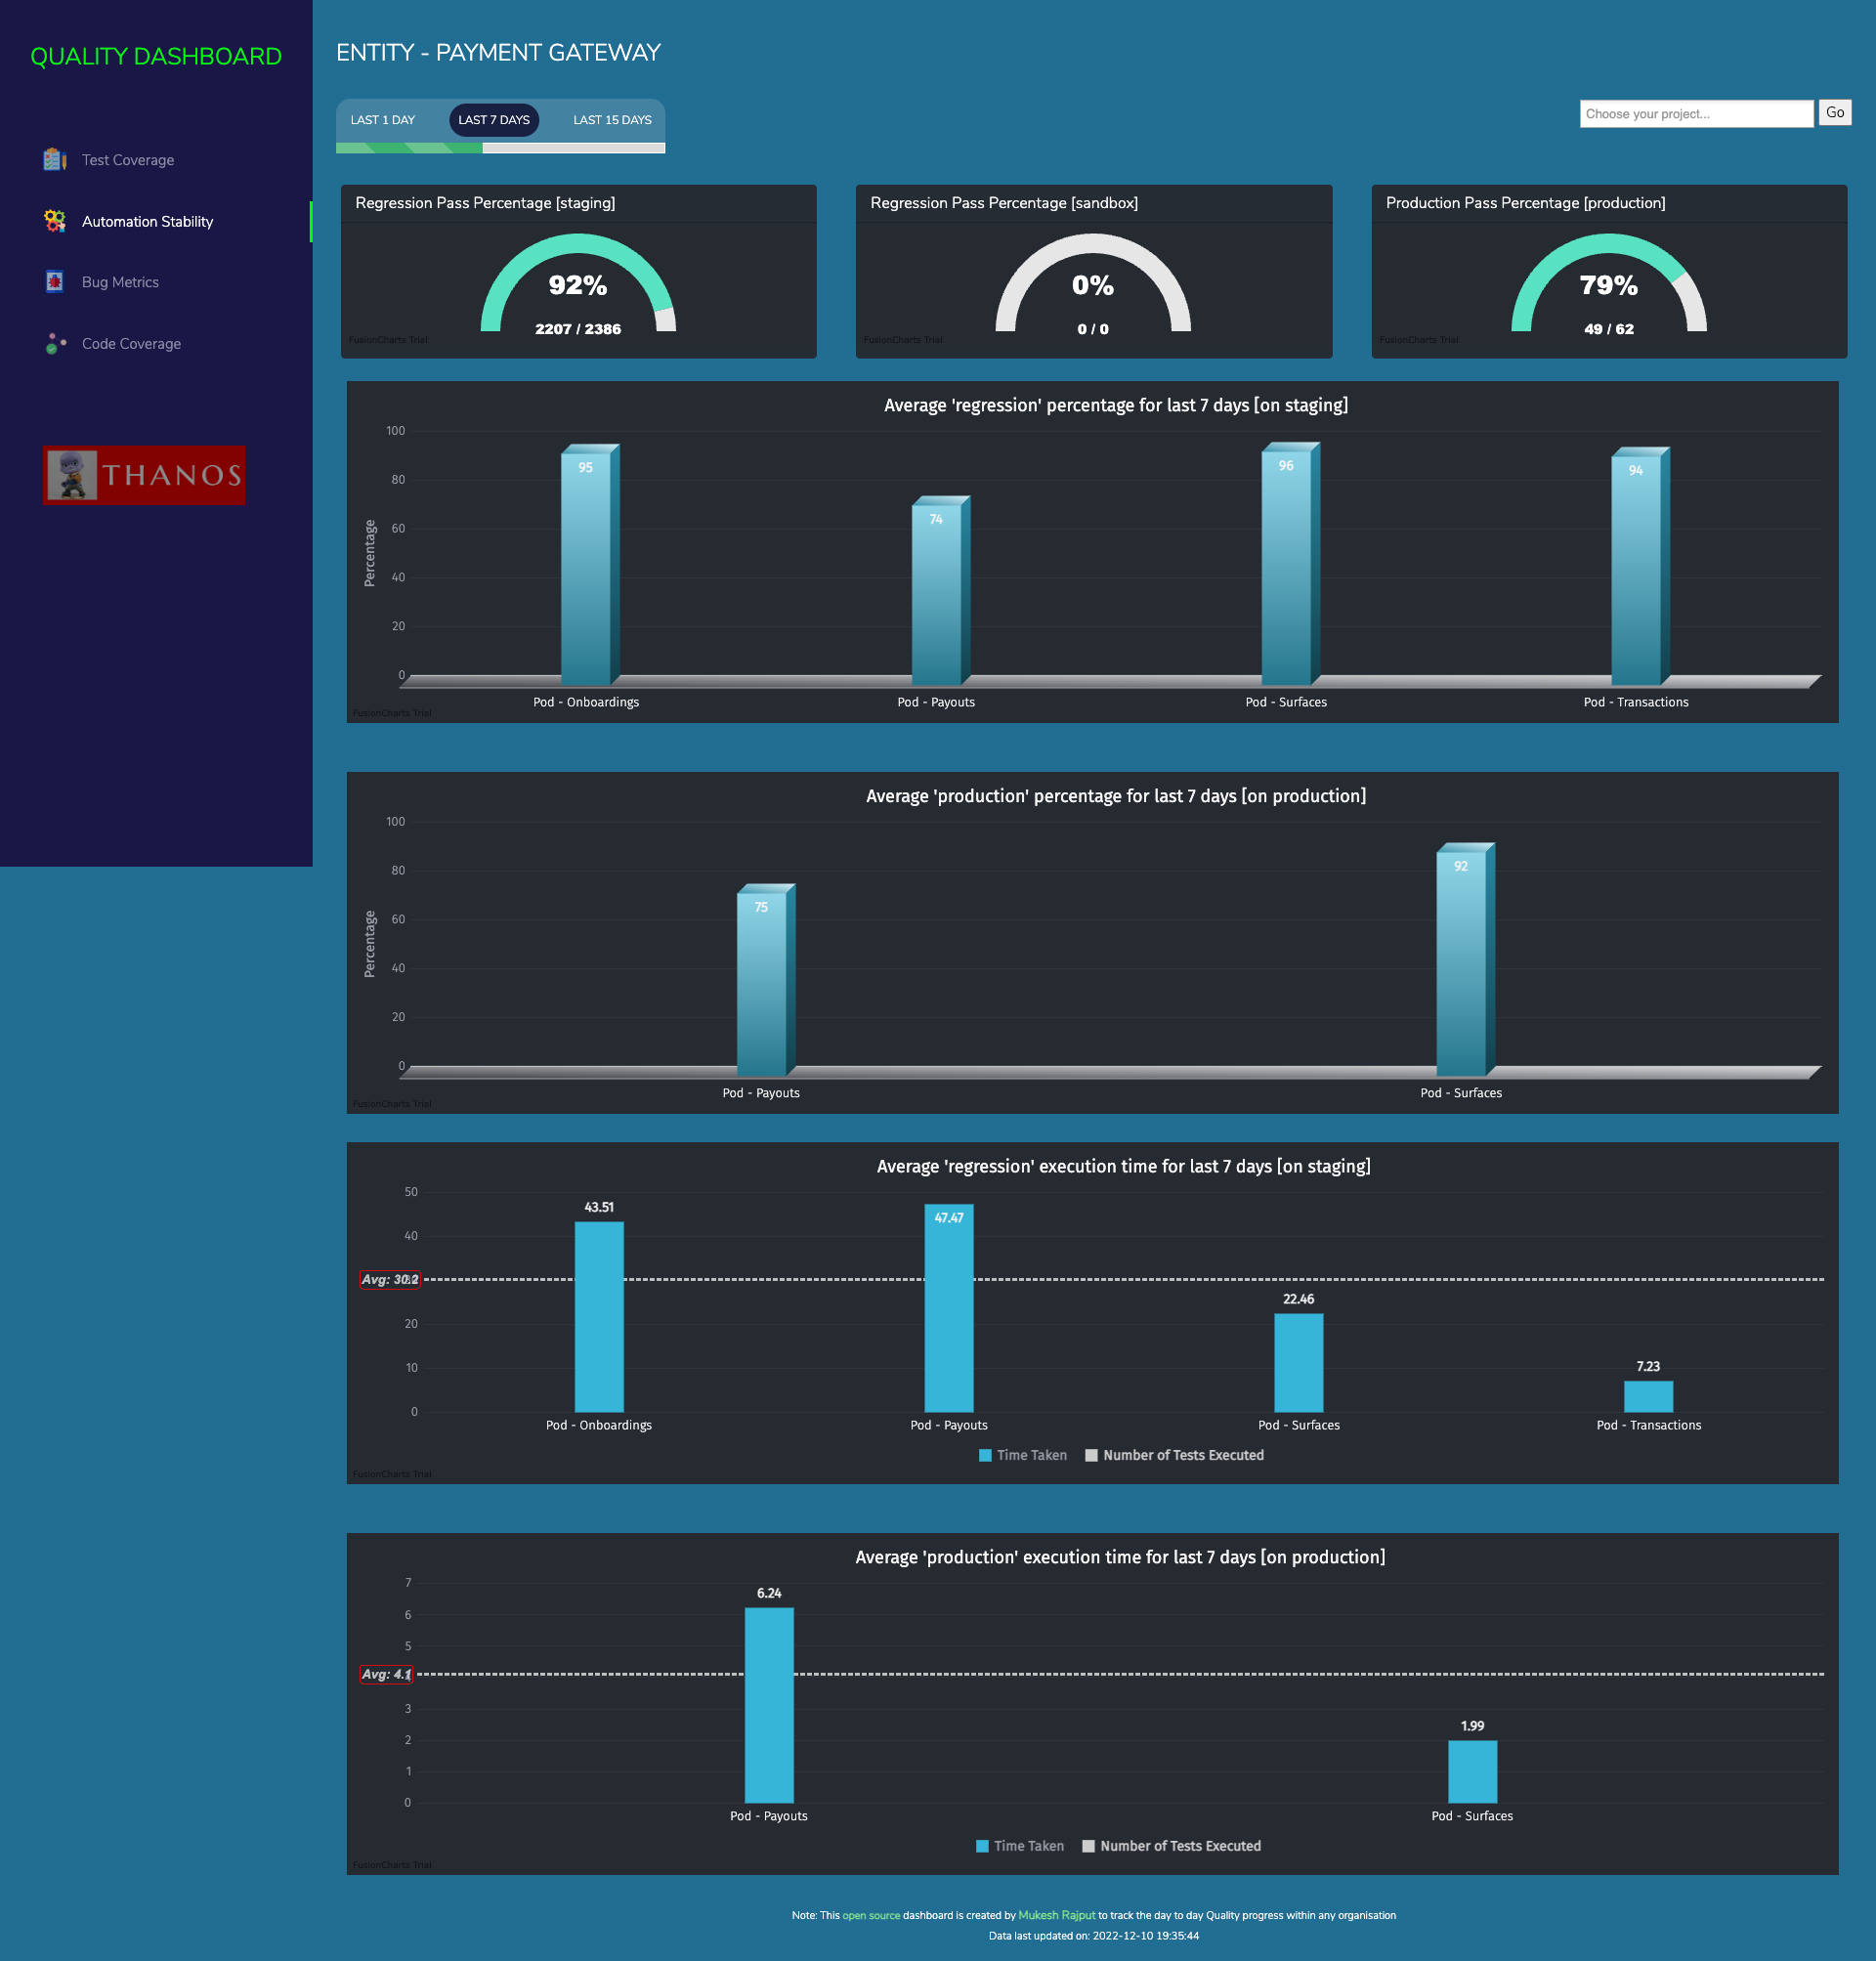 QUALITY DASHBOARD
Test Coverage
Automation Stability
Bug Metrics
Code Coverage
THANOS
ENTITY - PAYMENT GATEWAY
LAST 1 DAY LAST 7 DAYS LAST 15 DAYS
Choose your project... Go
Regression Pass Percentage [staging]
92%
2207 / 2386
FusionCharts Trial
Regression Pass Percentage [sandbox]
0%
0 / 0
FusionCharts Trial
Production Pass Percentage [production]
79%
49 / 62
FusionCharts Trial
Average 'regression' percentage for last 7 days [on staging]
Percentage
100
80
60
40
20
0
95
74
96
94
Pod - Onboardings Pod - Payouts Pod - Surfaces Pod - Transactions
FusionCharts Trial
Average 'production' percentage for last 7 days [on production]
Percentage
100
80
60
40
20
0
75
92
Pod - Payouts Pod - Surfaces
FusionCharts Trial
Average 'regression' execution time for last 7 days [on staging]
50
40
Avg: 30.2
20
10
0
43.51
47.47
22.46
7.23
Pod - Onboardings Pod - Payouts Pod - Surfaces Pod - Transactions
Time Taken Number of Tests Executed
FusionCharts Trial
Average 'production' execution time for last 7 days [on production]
7
6
5
Avg: 4.1
3
2
1
0
6.24
1.99
Pod - Payouts Pod - Surfaces
Time Taken Number of Tests Executed
FusionCharts Trial
Note: This open source dashboard is created by Mukesh Rajput to track the day to day Quality progress within any organisation
Data last updated on: 2022-12-10 19:35:44